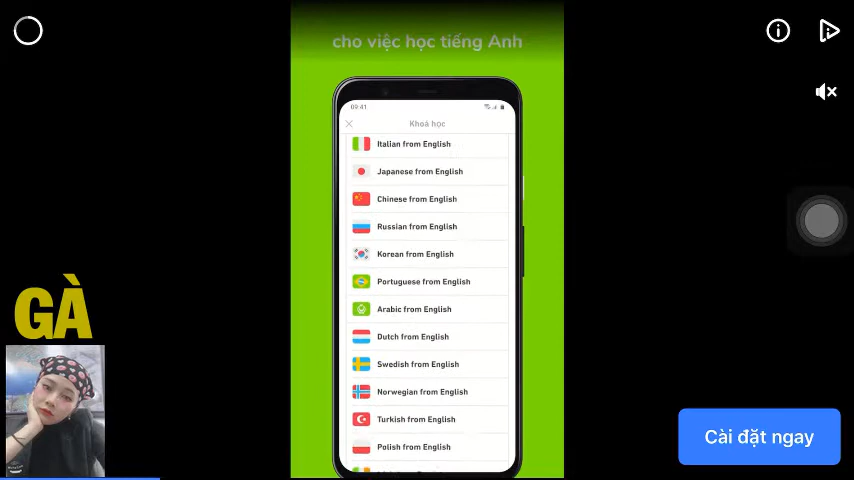 cho việc học tiếng Anh
09:41
Khoá học
Italian from English
Japanese from English
Chinese from English
Russian from English
Korean from English
Portuguese from English
Arabic from English
Dutch from English
Swedish from English
Norwegian from English
Turkish from English
Polish from English
GÀ
Cài đặt ngay